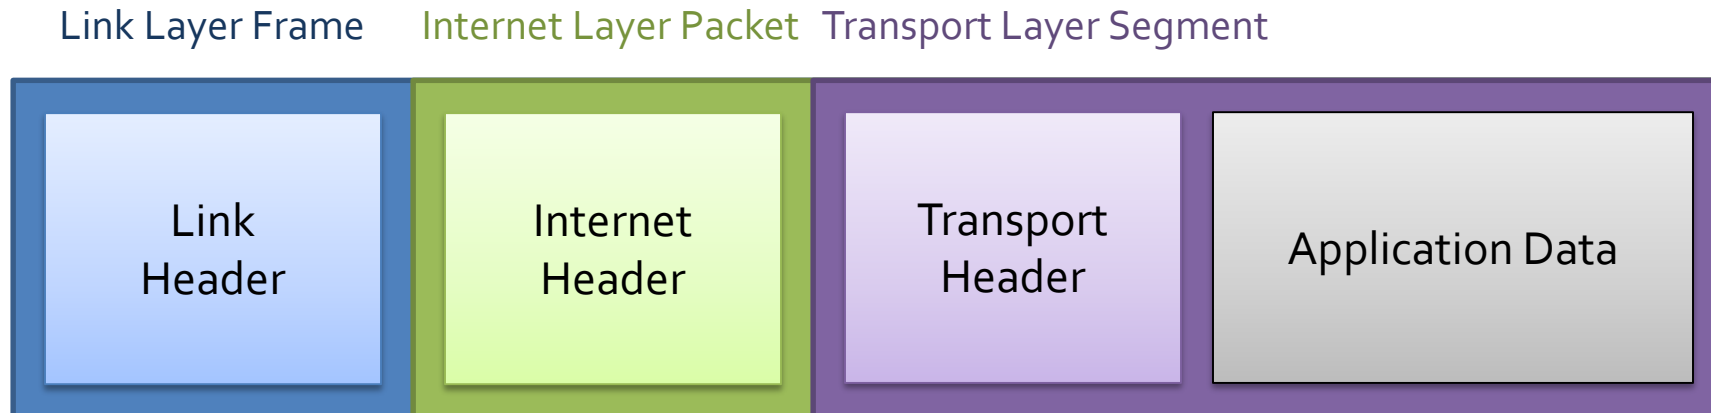 Link Layer Frame
Internet Layer Packet
Transport Layer Segment
Link
Header
Internet
Header
Transport
Header
Application Data